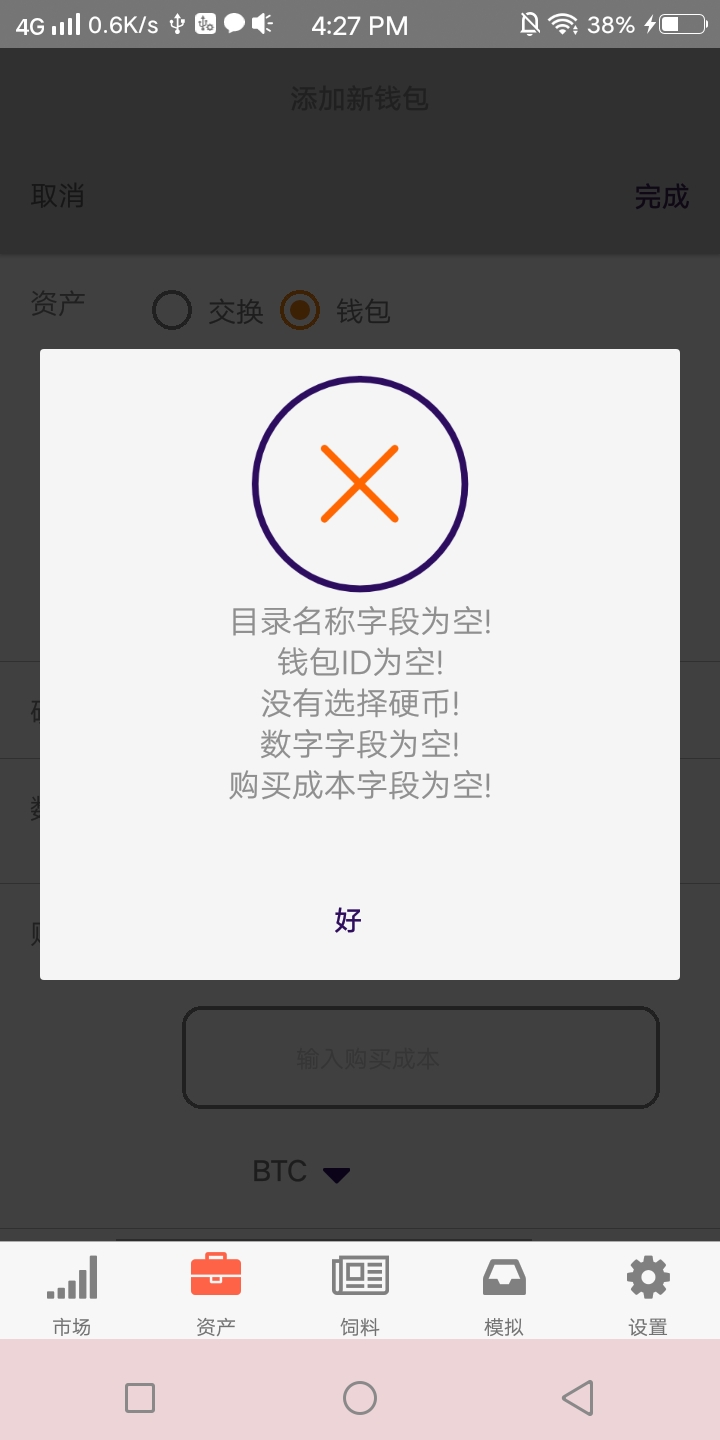 4G 0.6K/s 4:27 PM 38%
添加新钱包
取消 完成
资产 交换 钱包
目录名称字段为空!
钱包ID为空!
没有选择硬币!
数字字段为空!
购买成本字段为空!
好
输入购买成本
BTC
市场 资产 饲料 模拟 设置